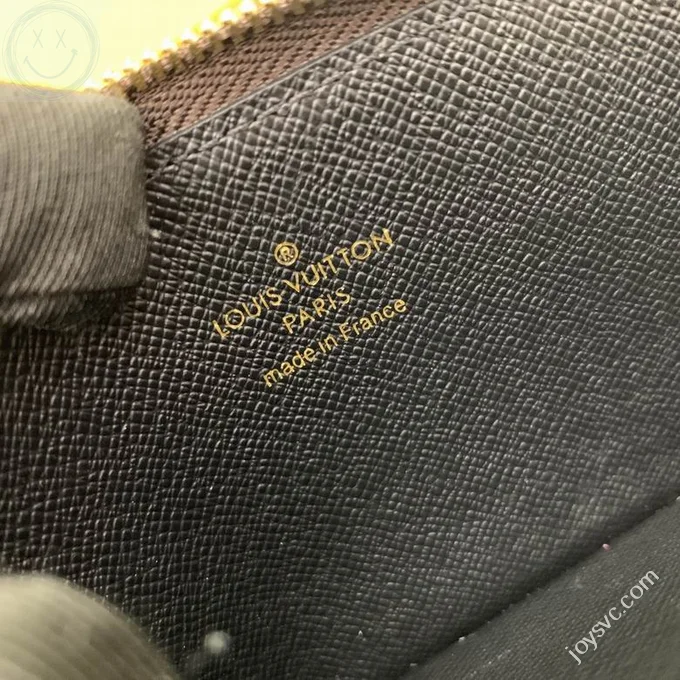 ®
LOUIS VUITTON
PARIS
made in France
joysvc.com